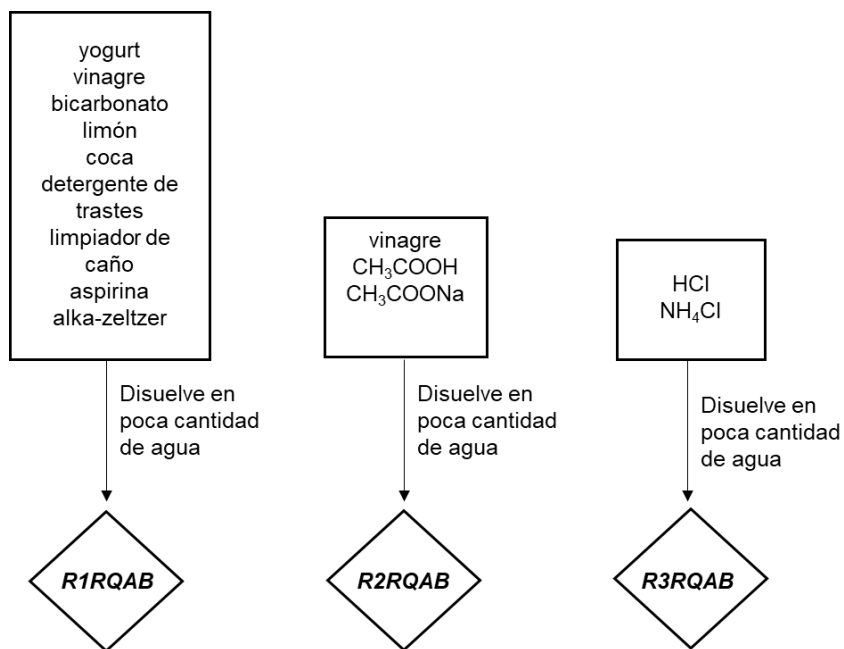 yogurt
vinagre
bicarbonato
limón
coca
detergente de
trastes
limpiador de
caño
aspirina
alka-zeltzer
Disuelve en
poca cantidad
de agua
R1RQAB
vinagre
CH₃COOH
CH₃COONa
Disuelve en
poca cantidad
de agua
R2RQAB
HCl
NH₄Cl
Disuelve en
poca cantidad
de agua
R3RQAB